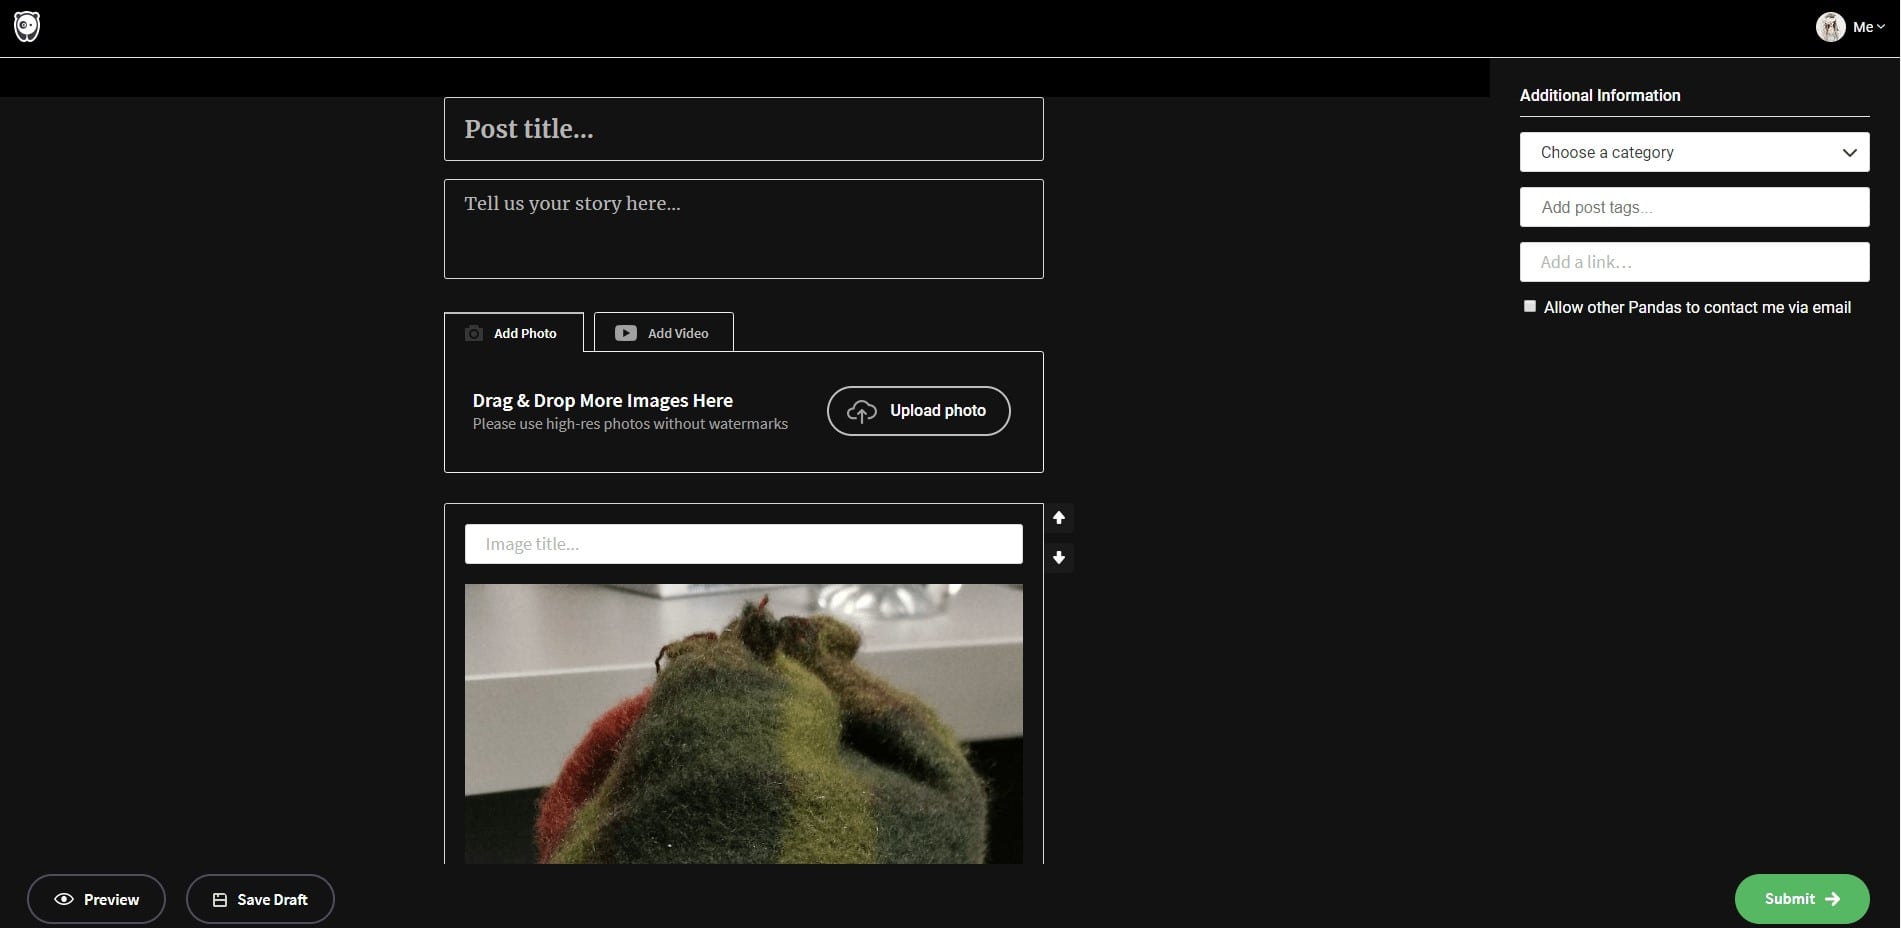 Me
Post title...
Tell us your story here...
Add Photo
Add Video
Drag & Drop More Images Here
Please use high-res photos without watermarks
Upload photo
Image title...
Additional Information
Choose a category
Add post tags...
Add a link...
Allow other Pandas to contact me via email
Preview
Save Draft
Submit